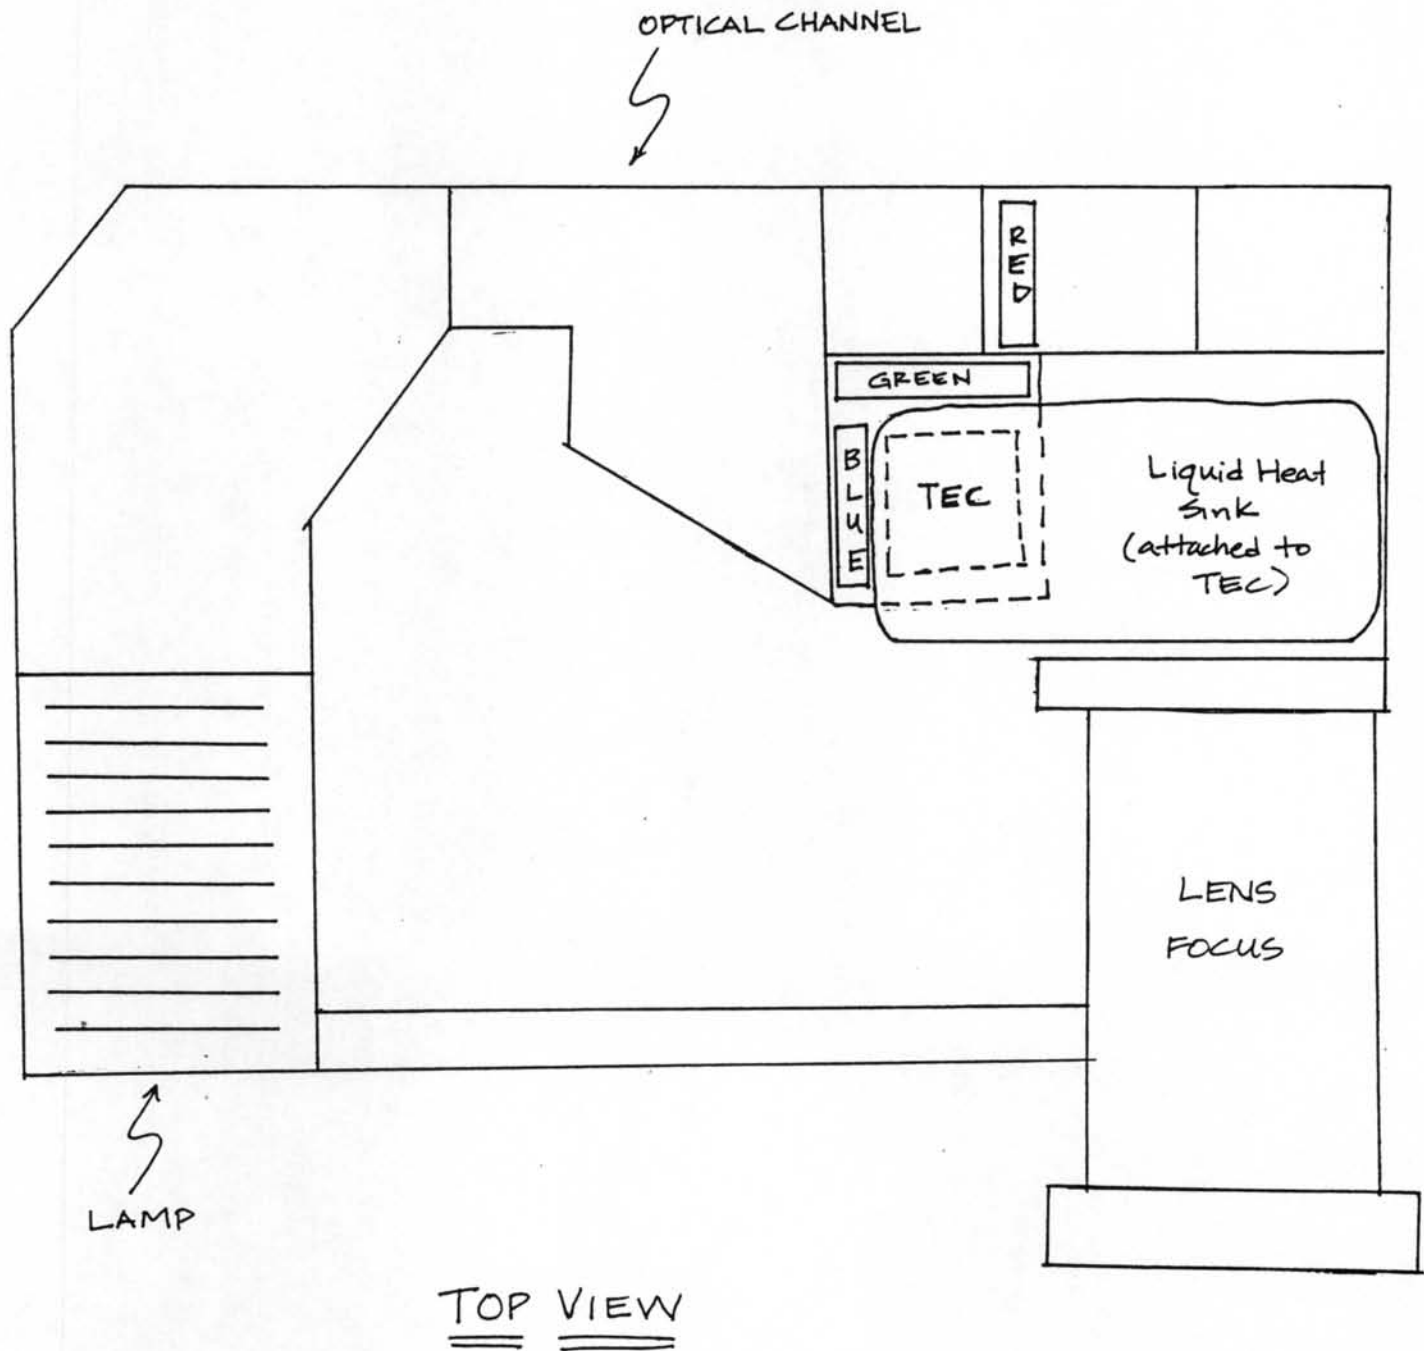 OPTICAL CHANNEL
RED
GREEN
BLUE
TEC
Liquid Heat
Sink
(attached to
TEC)
LENS
FOCUS
LAMP
TOP VIEW